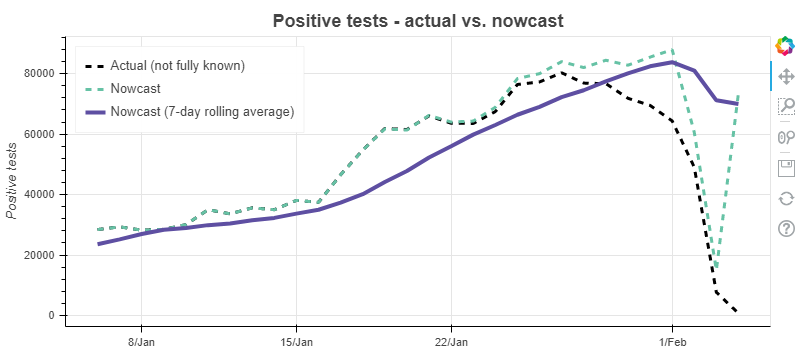 Positive tests - actual vs. nowcast
Actual (not fully known)
Nowcast
Nowcast (7-day rolling average)
Positive tests
80000
60000
40000
20000
0
8/Jan
15/Jan
22/Jan
1/Feb